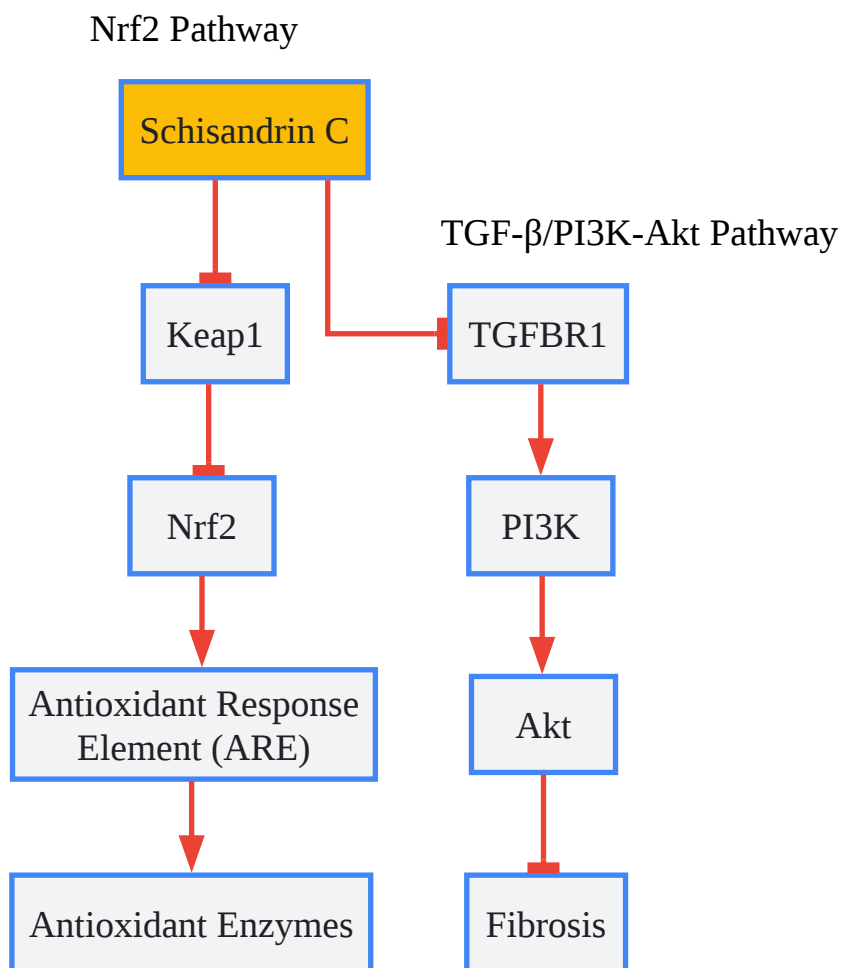 Nrf2 Pathway
Schisandrin C
TGF-β/PI3K-Akt Pathway
Keap1
TGFBR1
Nrf2
PI3K
Antioxidant Response
Element (ARE)
Akt
Antioxidant Enzymes
Fibrosis